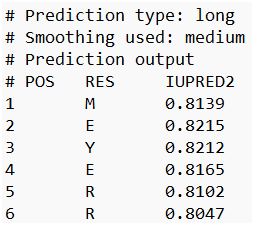 # Prediction type: long
# Smoothing used: medium
# Prediction output
# POS RES IUPRED2
1 M 0.8139
2 E 0.8215
3 Y 0.8212
4 E 0.8165
5 R 0.8102
6 R 0.8047